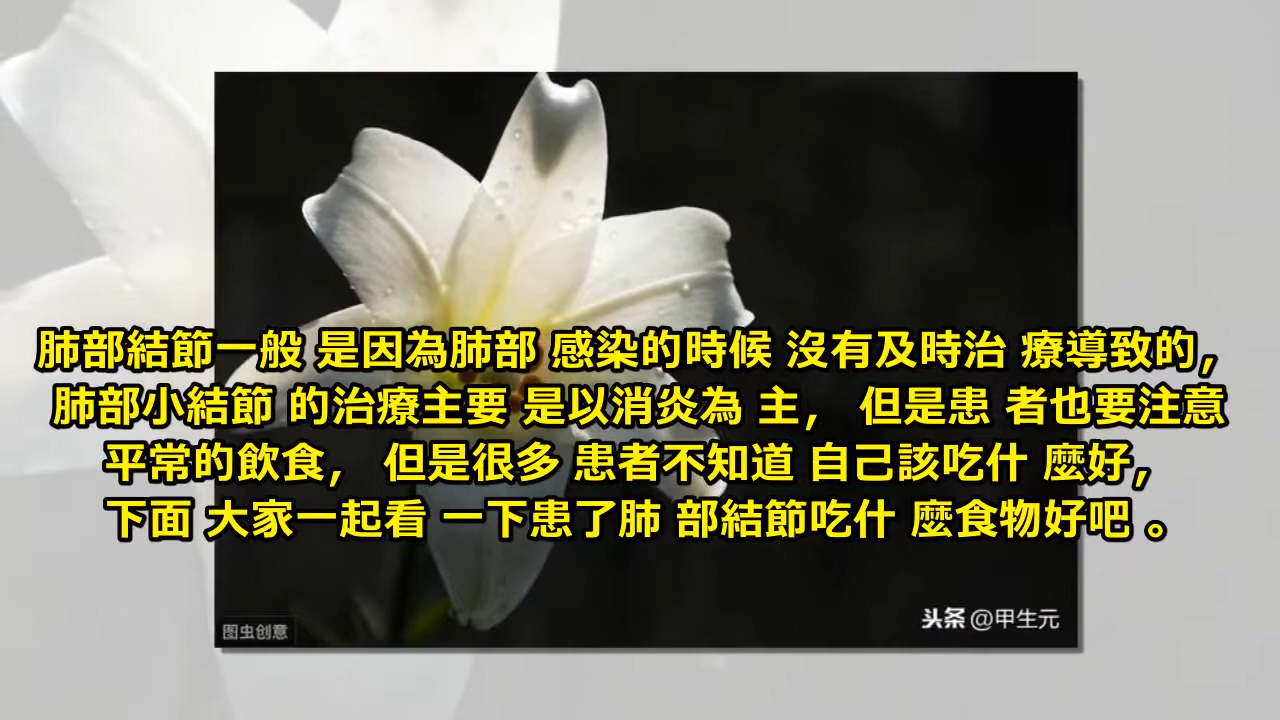 肺部結節一般 是因為肺部 感染的時候 沒有及時治 療導致的，
肺部小結節 的治療主要 是以消炎為 主， 但是患 者也要注意
平常的飲食， 但是很多 患者不知道 自己該吃什 麼好，
下面 大家一起看 一下患了肺 部結節吃什 麼食物好吧 。
头条 @甲生元
图虫创意